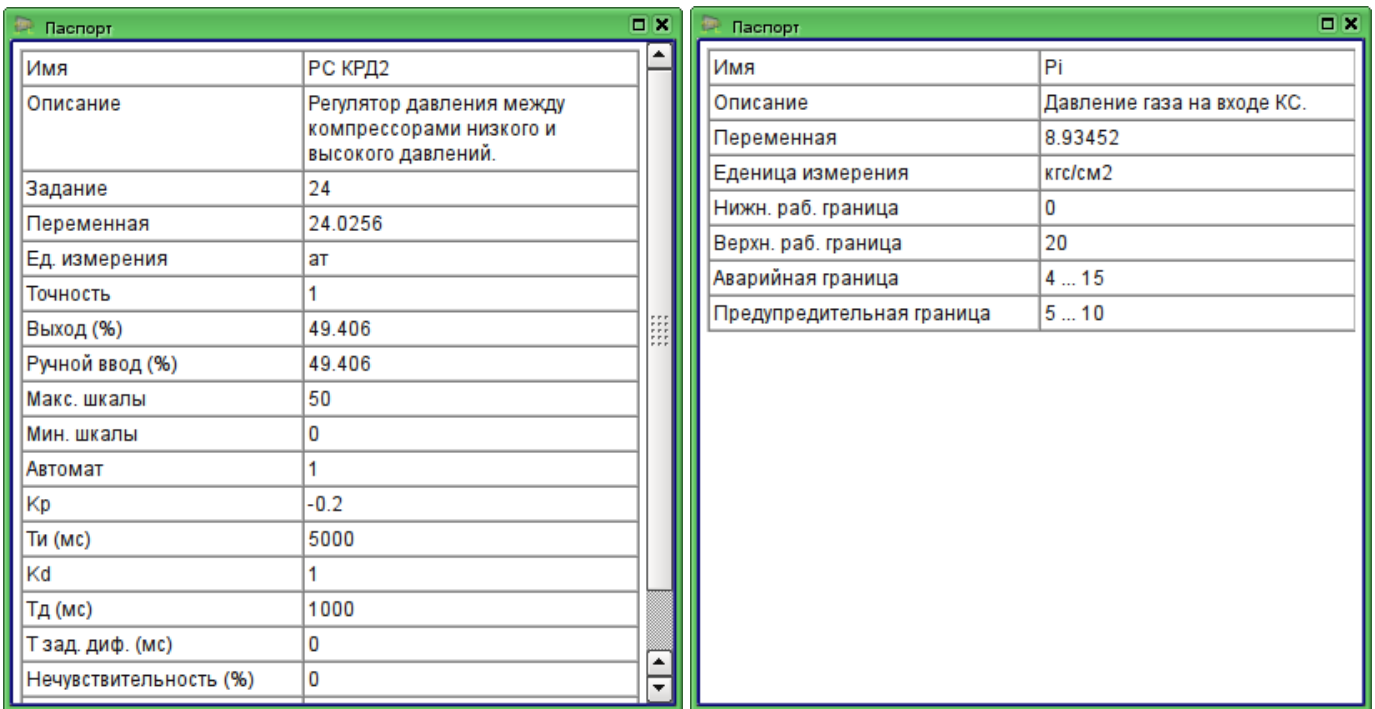 Паспорт
Имя РС КРД2
Описание Регулятор давления между
компрессорами низкого и
высокого давлений.
Задание 24
Переменная 24.0256
Ед. измерения ат
Точность 1
Выход (%) 49.406
Ручной ввод (%) 49.406
Макс. шкалы 50
Мин. шкалы 0
Автомат 1
Kp -0.2
Ти (мс) 5000
Kd 1
Тд (мс) 1000
Т зад. диф. (мс) 0
Нечувствительность (%) 0
Паспорт
Имя Pi
Описание Давление газа на входе КС.
Переменная 8.93452
Еденица измерения кгс/см2
Нижн. раб. граница 0
Верхн. раб. граница 20
Аварийная граница 4 ... 15
Предупредительная граница 5 ... 10